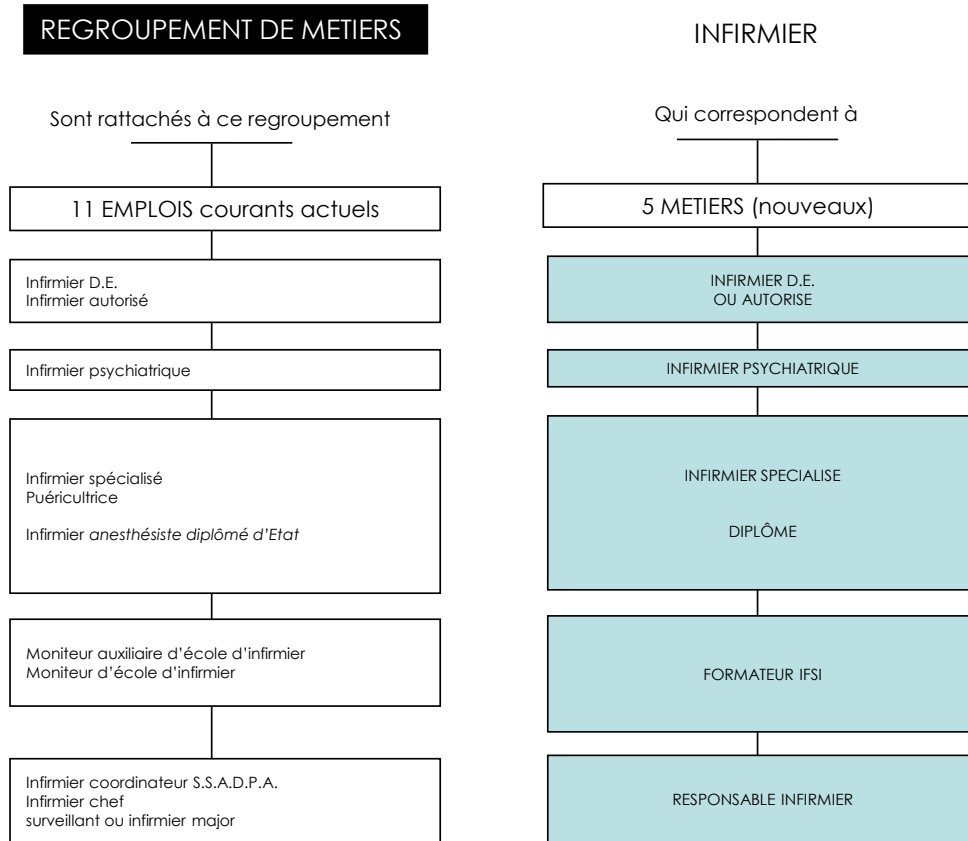 REGROUPEMENT DE METIERS
Sont rattachés à ce regroupement
11 EMPLOIS courants actuels
Infirmier D.E.
Infirmier autorisé
Infirmier psychiatrique
Infirmier spécialisé
Puéricultrice
Infirmier anesthésiste diplômé d'Etat
Moniteur auxiliaire d'école d'infirmier
Moniteur d'école d'infirmier
Infirmier coordinateur S.S.A.D.P.A.
Infirmier chef
surveillant ou infirmier major
INFIRMIER
Qui correspondent à
5 METIERS (nouveaux)
INFIRMIER D.E.
OU AUTORISE
INFIRMIER PSYCHIATRIQUE
INFIRMIER SPECIALISE
DIPLÔME
FORMATEUR IFSI
RESPONSABLE INFIRMIER